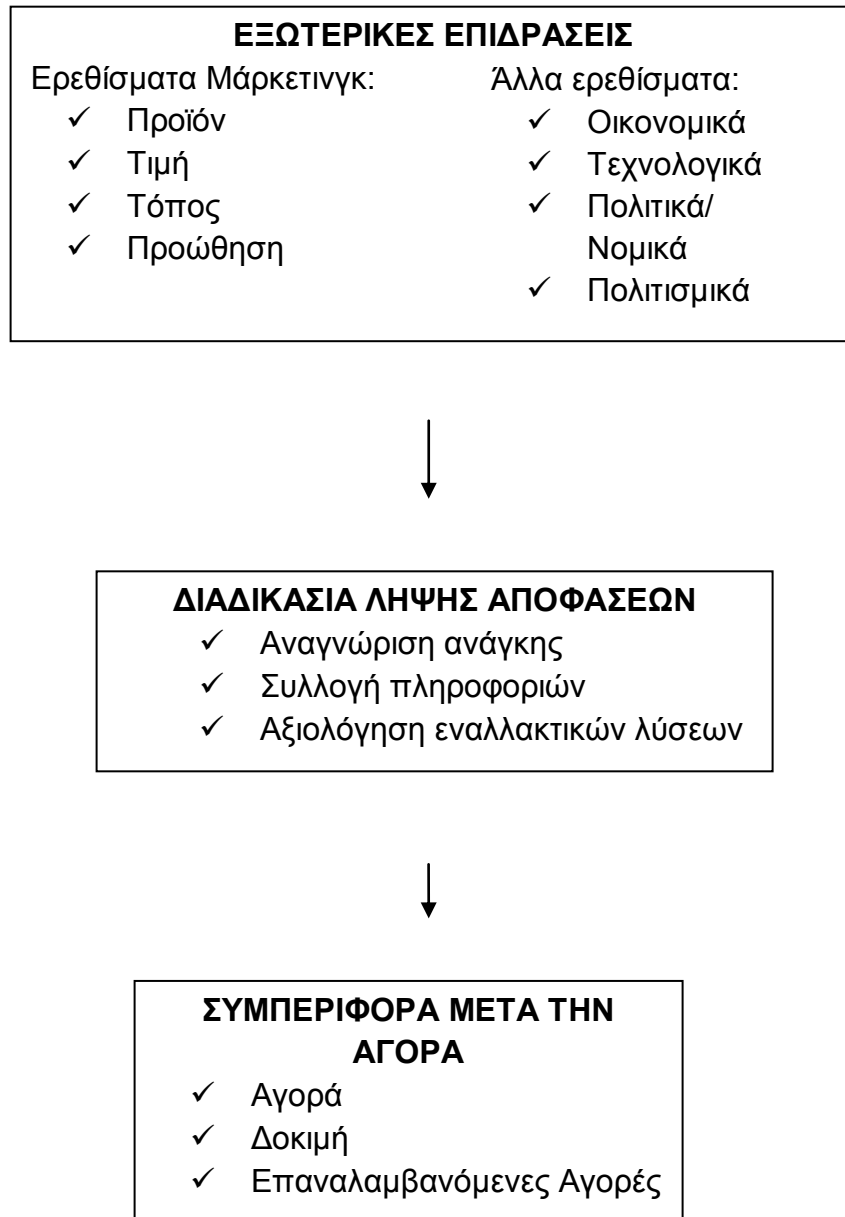 ΕΞΩΤΕΡΙΚΕΣ ΕΠΙΔΡΑΣΕΙΣ
Ερεθίσματα Μάρκετινγκ:
✓ Προϊόν
✓ Τιμή
✓ Τόπος
✓ Προώθηση
Άλλα ερεθίσματα:
✓ Οικονομικά
✓ Τεχνολογικά
✓ Πολιτικά/
Νομικά
✓ Πολιτισμικά
ΔΙΑΔΙΚΑΣΙΑ ΛΗΨΗΣ ΑΠΟΦΑΣΕΩΝ
✓ Αναγνώριση ανάγκης
✓ Συλλογή πληροφοριών
✓ Αξιολόγηση εναλλακτικών λύσεων
ΣΥΜΠΕΡΙΦΟΡΑ ΜΕΤΑ ΤΗΝ
ΑΓΟΡΑ
✓ Αγορά
✓ Δοκιμή
✓ Επαναλαμβανόμενες Αγορές